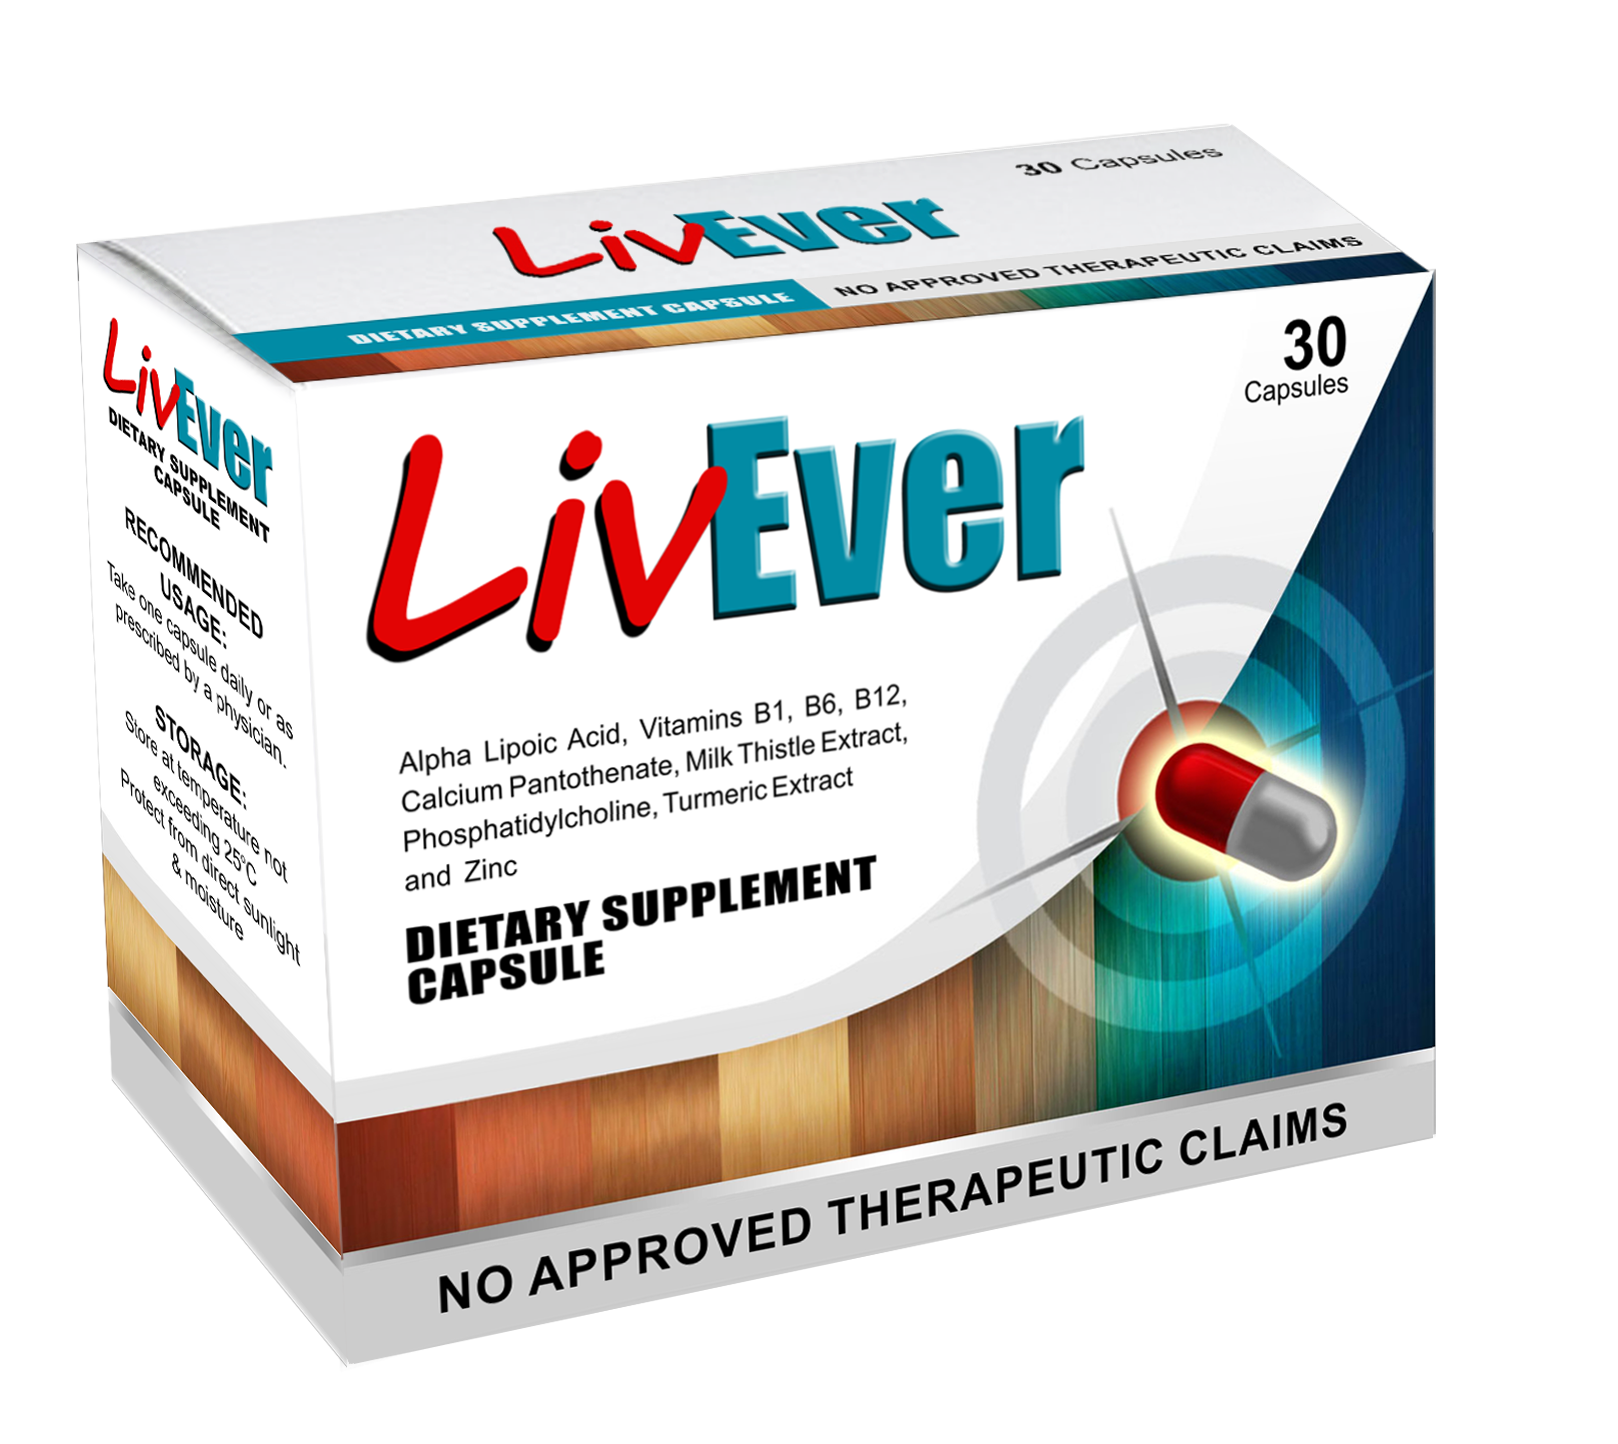 30 Capsules
LivEver
DIETARY SUPPLEMENT CAPSULE
NO APPROVED THERAPEUTIC CLAIMS
LivEver
DIETARY SUPPLEMENT
CAPSULE
RECOMMENDED
USAGE:
Take one capsule daily or as
prescribed by a physician.
STORAGE:
Store at temperature not
exceeding 25°C
Protect from direct sunlight
& moisture
30
Capsules
LivEver
Alpha Lipoic Acid, Vitamins B1, B6, B12,
Calcium Pantothenate, Milk Thistle Extract,
Phosphatidylcholine, Turmeric Extract
and Zinc
DIETARY SUPPLEMENT
CAPSULE
NO APPROVED THERAPEUTIC CLAIMS